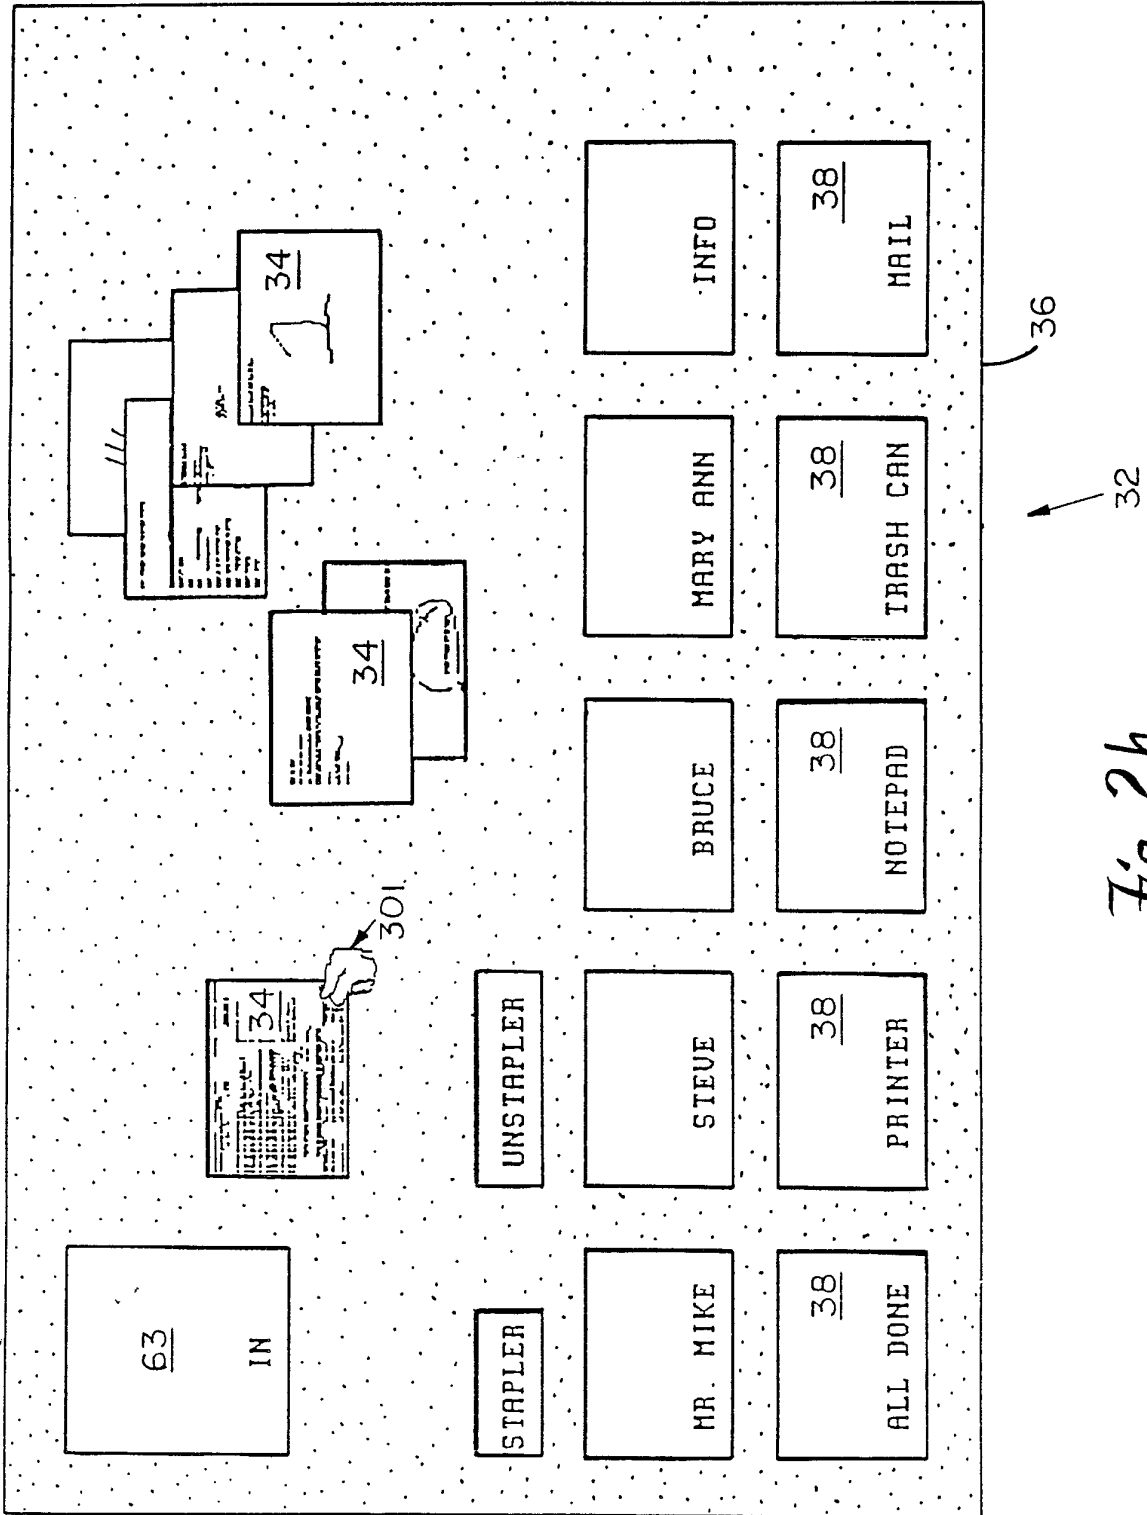 63
IN
34
301
34
34
STAPLER
UNSTAPLER
MR. MIKE
STEVE
BRUCE
MARY ANN
INFO
38
ALL DONE
38
PRINTER
38
NOTEPAD
38
TRASH CAN
38
MAIL
36
32
Fig. 2h